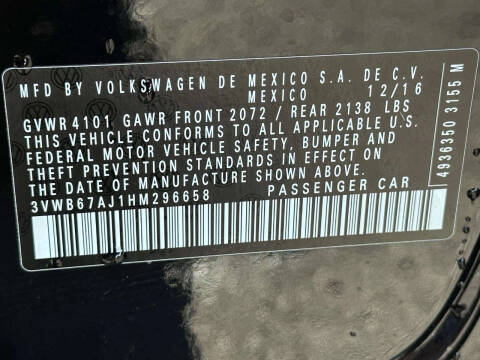 MFD BY VOLKSWAGEN DE MEXICO S.A. DE C.V.
MEXICO 12/16
GVWR 4101 GAWR FRONT 2072 / REAR 2138 LBS
THIS VEHICLE CONFORMS TO ALL APPLICABLE U.S.
FEDERAL MOTOR VEHICLE SAFETY, BUMPER AND
THEFT PREVENTION STANDARDS IN EFFECT ON
THE DATE OF MANUFACTURE SHOWN ABOVE.
3VWB67AJ1HM296658 PASSENGER CAR
4936350 3155 M